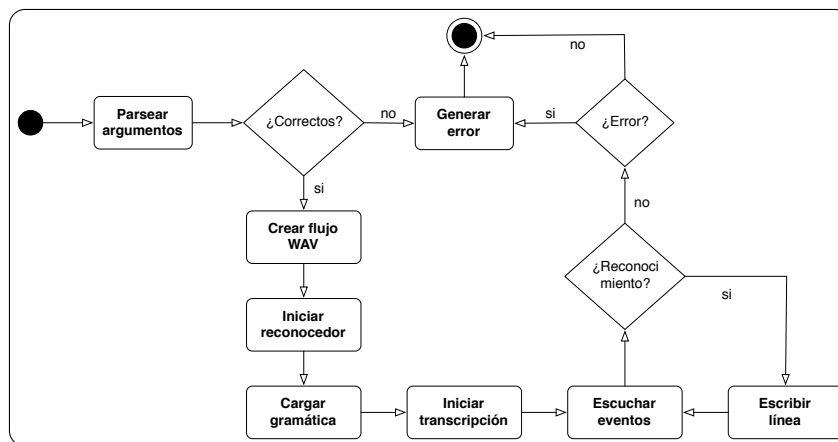 no
Parsear
argumentos
¿Correctos?
no
Generar
error
si
¿Error?
si
no
Crear flujo
WAV
¿Reconoci
miento?
si
Iniciar
reconocedor
Cargar
gramática
Iniciar
transcripción
Escuchar
eventos
Escribir
línea